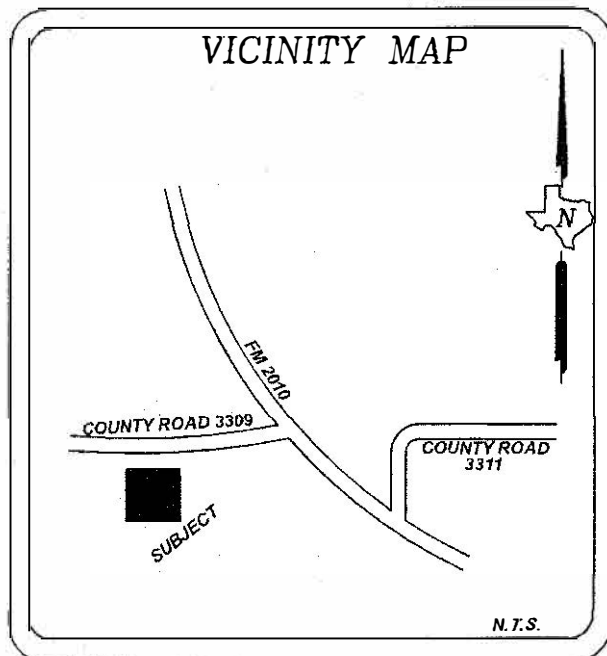 VICINITY MAP
N
FM 2010
COUNTY ROAD 3309
COUNTY ROAD
3311
SUBJECT
N.T.S.